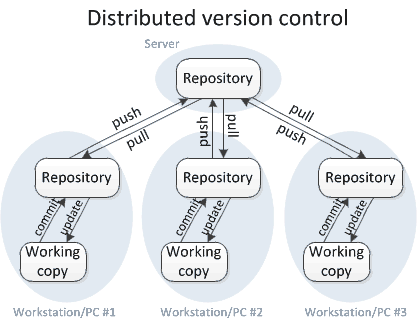 Distributed version control
Server
Repository
push
pull
push
pull
pull
push
Repository
Repository
Repository
commit
update
commit
update
commit
update
Working
copy
Working
copy
Working
copy
Workstation/PC #1
Workstation/PC #2
Workstation/PC #3